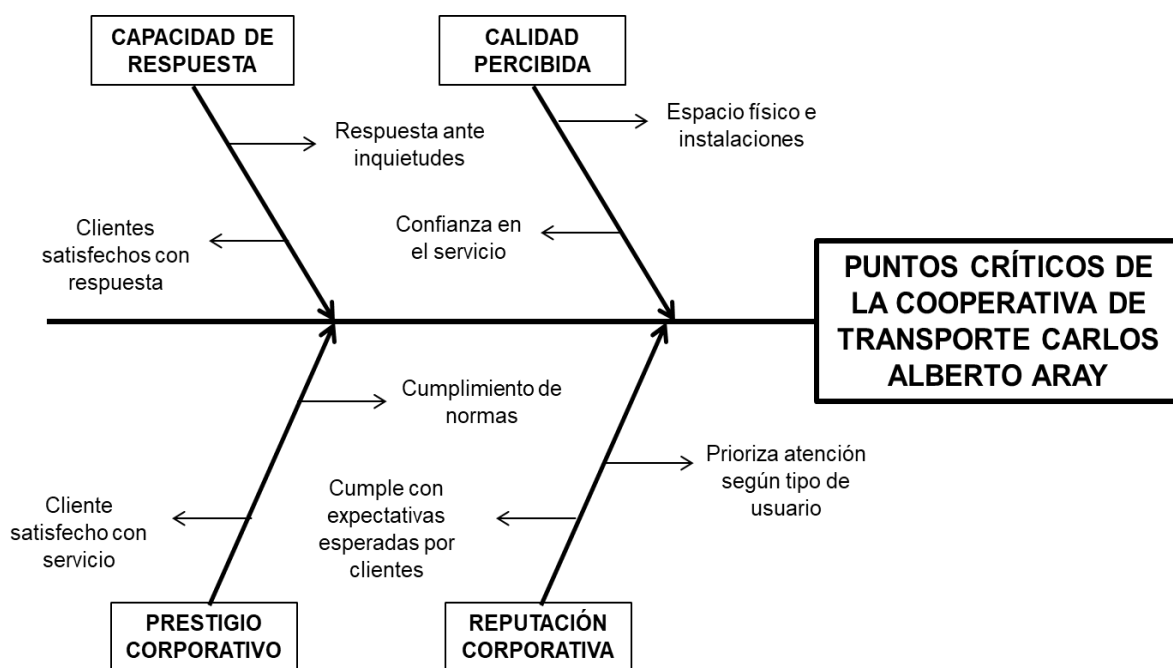 CAPACIDAD DE
RESPUESTA
CALIDAD
PERCIBIDA
Respuesta ante
inquietudes
Espacio físico e
instalaciones
Clientes
satisfechos con
respuesta
Confianza en
el servicio
PUNTOS CRÍTICOS DE
LA COOPERATIVA DE
TRANSPORTE CARLOS
ALBERTO ARAY
Cumplimiento de
normas
Prioriza atención
según tipo de
usuario
Cliente
satisfecho con
servicio
Cumple con
expectativas
esperadas por
clientes
PRESTIGIO
CORPORATIVO
REPUTACIÓN
CORPORATIVA